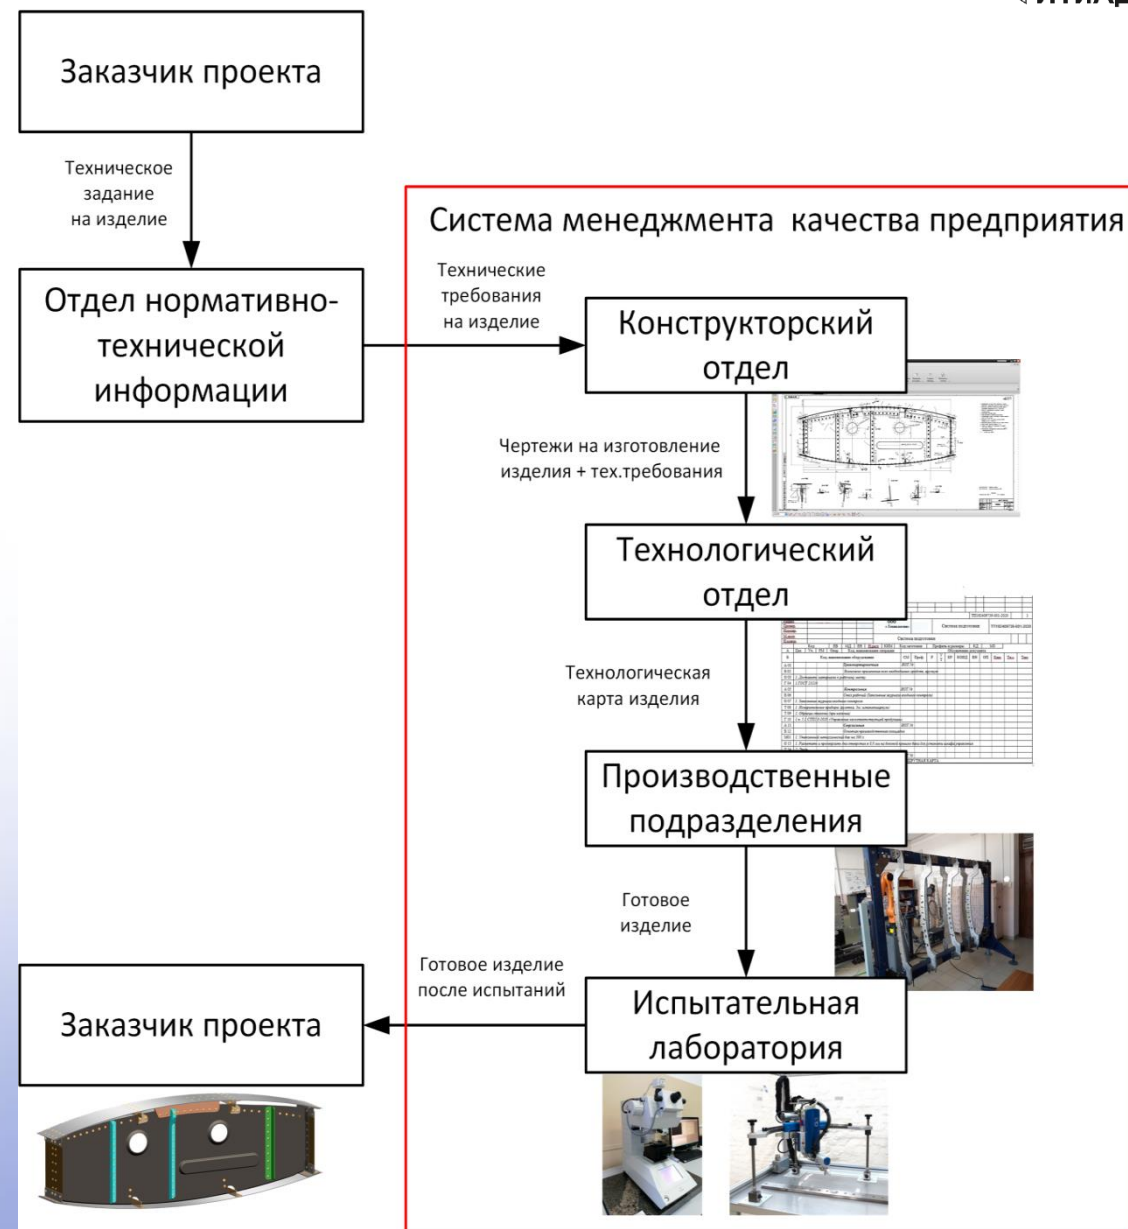 Заказчик проекта
Техническое
задание
на изделие
Система менеджмента качества предприятия
Отдел нормативно-
технической
информации
Технические
требования
на изделие
Конструкторский
отдел
Чертежи на изготовление
изделия + тех.требования
Технологический
отдел
Технологическая
карта изделия
Производственные
подразделения
Готовое
изделие
Готовое изделие
после испытаний
Испытательная
лаборатория
Заказчик проекта